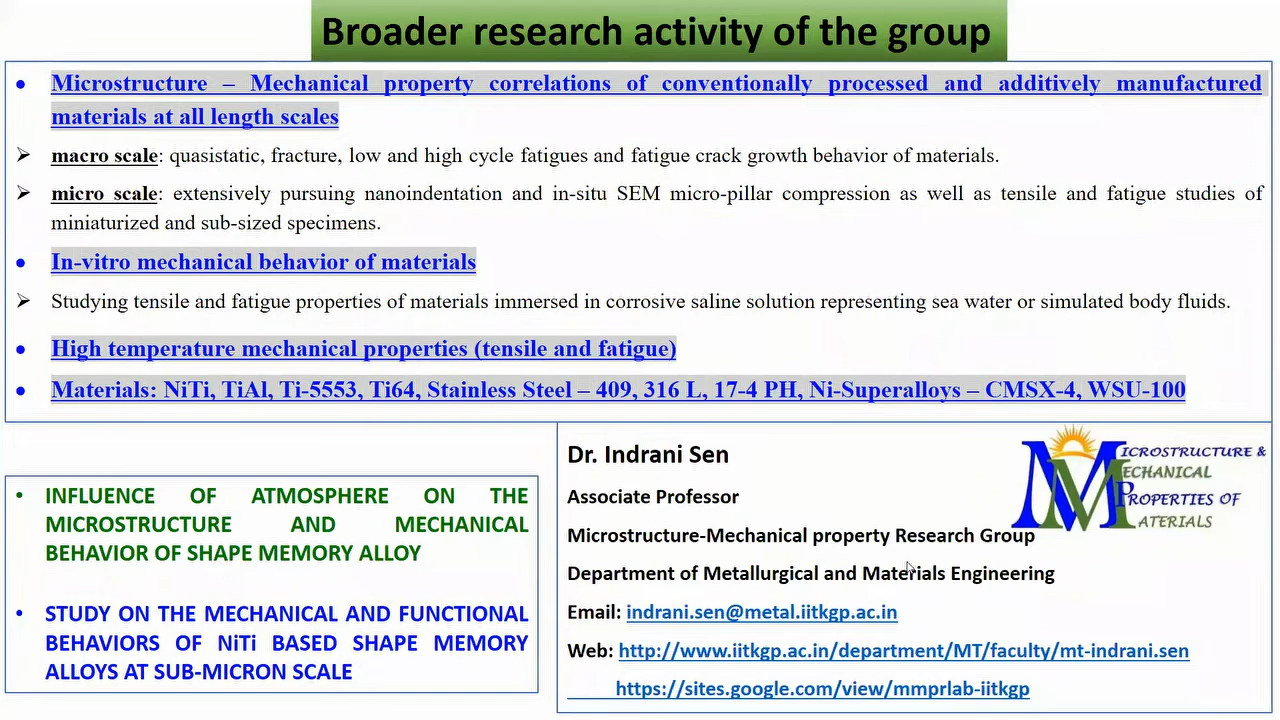 Broader research activity of the group
• Microstructure – Mechanical property correlations of conventionally processed and additively manufactured
materials at all length scales
➢ macro scale: quasistatic, fracture, low and high cycle fatigues and fatigue crack growth behavior of materials.
➢ micro scale: extensively pursuing nanoindentation and in-situ SEM micro-pillar compression as well as tensile and fatigue studies of
miniaturized and sub-sized specimens.
• In-vitro mechanical behavior of materials
➢ Studying tensile and fatigue properties of materials immersed in corrosive saline solution representing sea water or simulated body fluids.
• High temperature mechanical properties (tensile and fatigue)
• Materials: NiTi, TiAl, Ti-5553, Ti64, Stainless Steel – 409, 316 L, 17-4 PH, Ni-Superalloys – CMSX-4, WSU-100
• INFLUENCE OF ATMOSPHERE ON THE
MICROSTRUCTURE AND MECHANICAL
BEHAVIOR OF SHAPE MEMORY ALLOY
• STUDY ON THE MECHANICAL AND FUNCTIONAL
BEHAVIORS OF NiTi BASED SHAPE MEMORY
ALLOYS AT SUB-MICRON SCALE
Dr. Indrani Sen
Associate Professor
Microstructure-Mechanical property Research Group
Department of Metallurgical and Materials Engineering
Email: indrani.sen@metal.iitkgp.ac.in
Web: http://www.iitkgp.ac.in/department/MT/faculty/mt-indrani.sen
https://sites.google.com/view/mmprlab-iitkgp
MICROSTRUCTURE &
MECHANICAL
PROPERTIES OF
MATERIALS